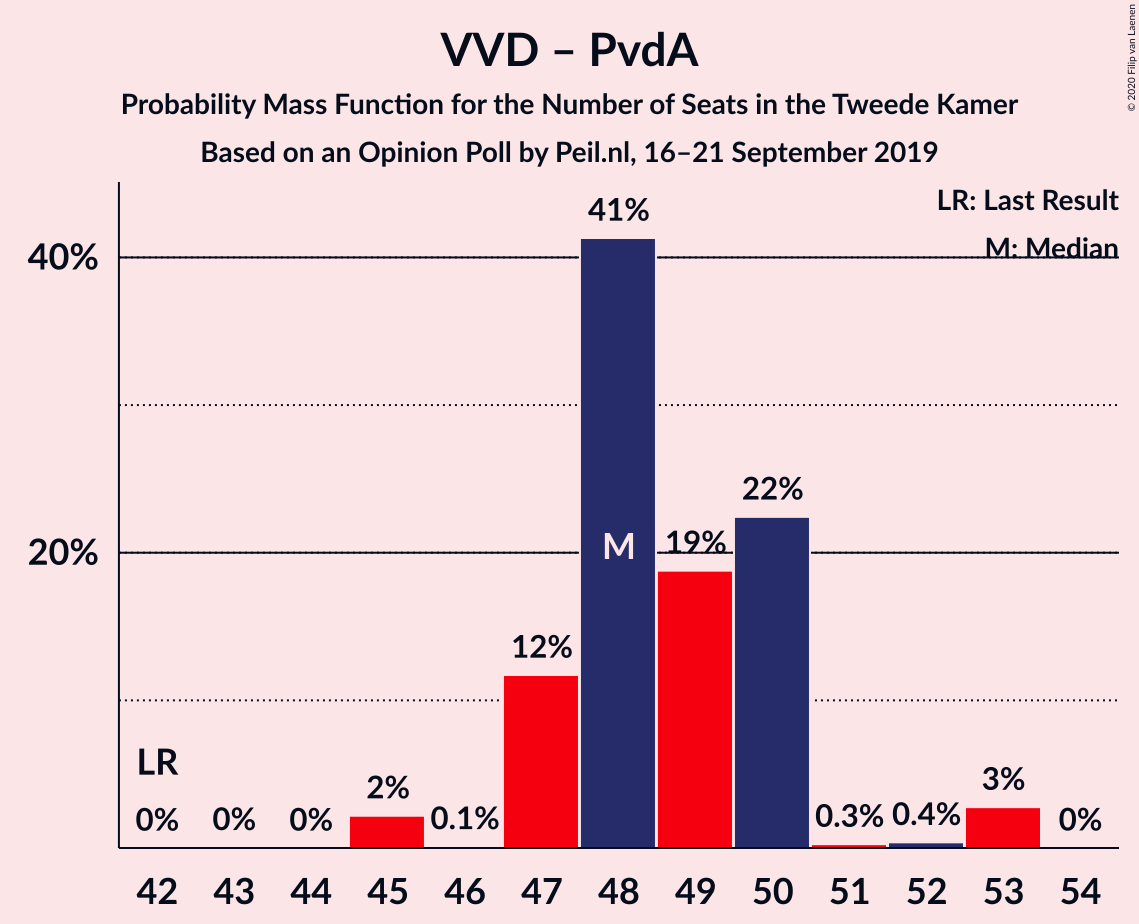 VVD – PvdA
Probability Mass Function for the Number of Seats in the Tweede Kamer
Based on an Opinion Poll by Peil.nl, 16–21 September 2019
© 2020 Filip van Laenen
LR: Last Result
M: Median
40%
20%
41%
M
19%
22%
12%
LR
0%
0%
0%
2%
0.1%
0.3%
0.4%
3%
0%
42 43 44 45 46 47 48 49 50 51 52 53 54